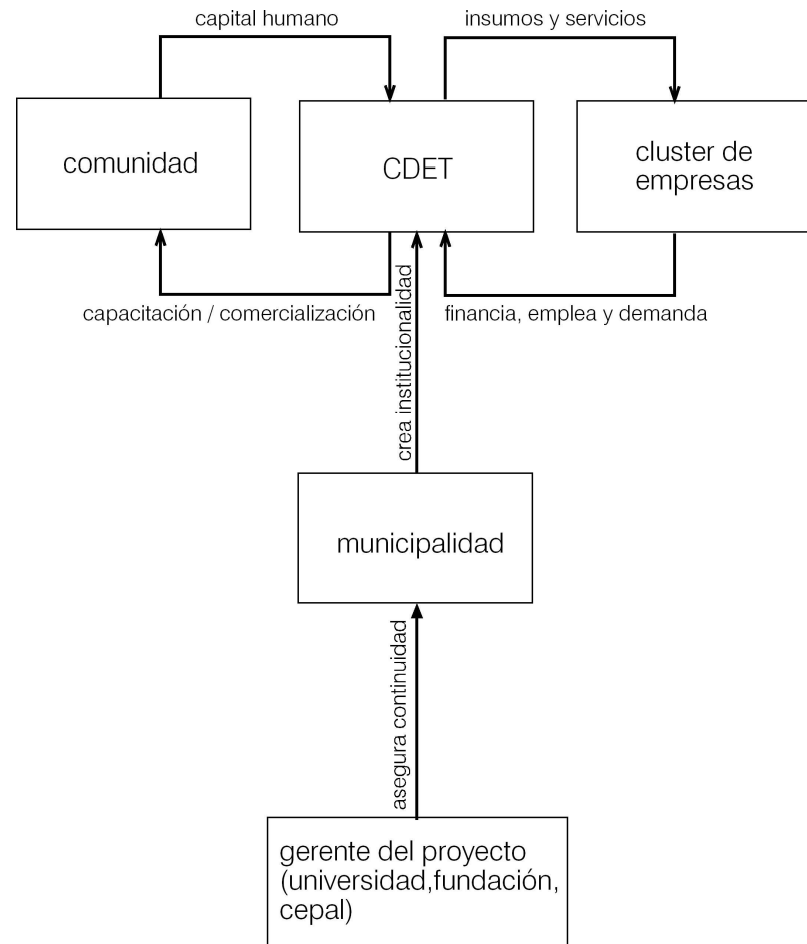 capital humano
insumos y servicios
comunidad
CDET
cluster de
empresas
capacitación / comercialización
financia, emplea y demanda
crea institucionalidad
municipalidad
asegura continuidad
gerente del proyecto
(universidad,fundación,
cepal)